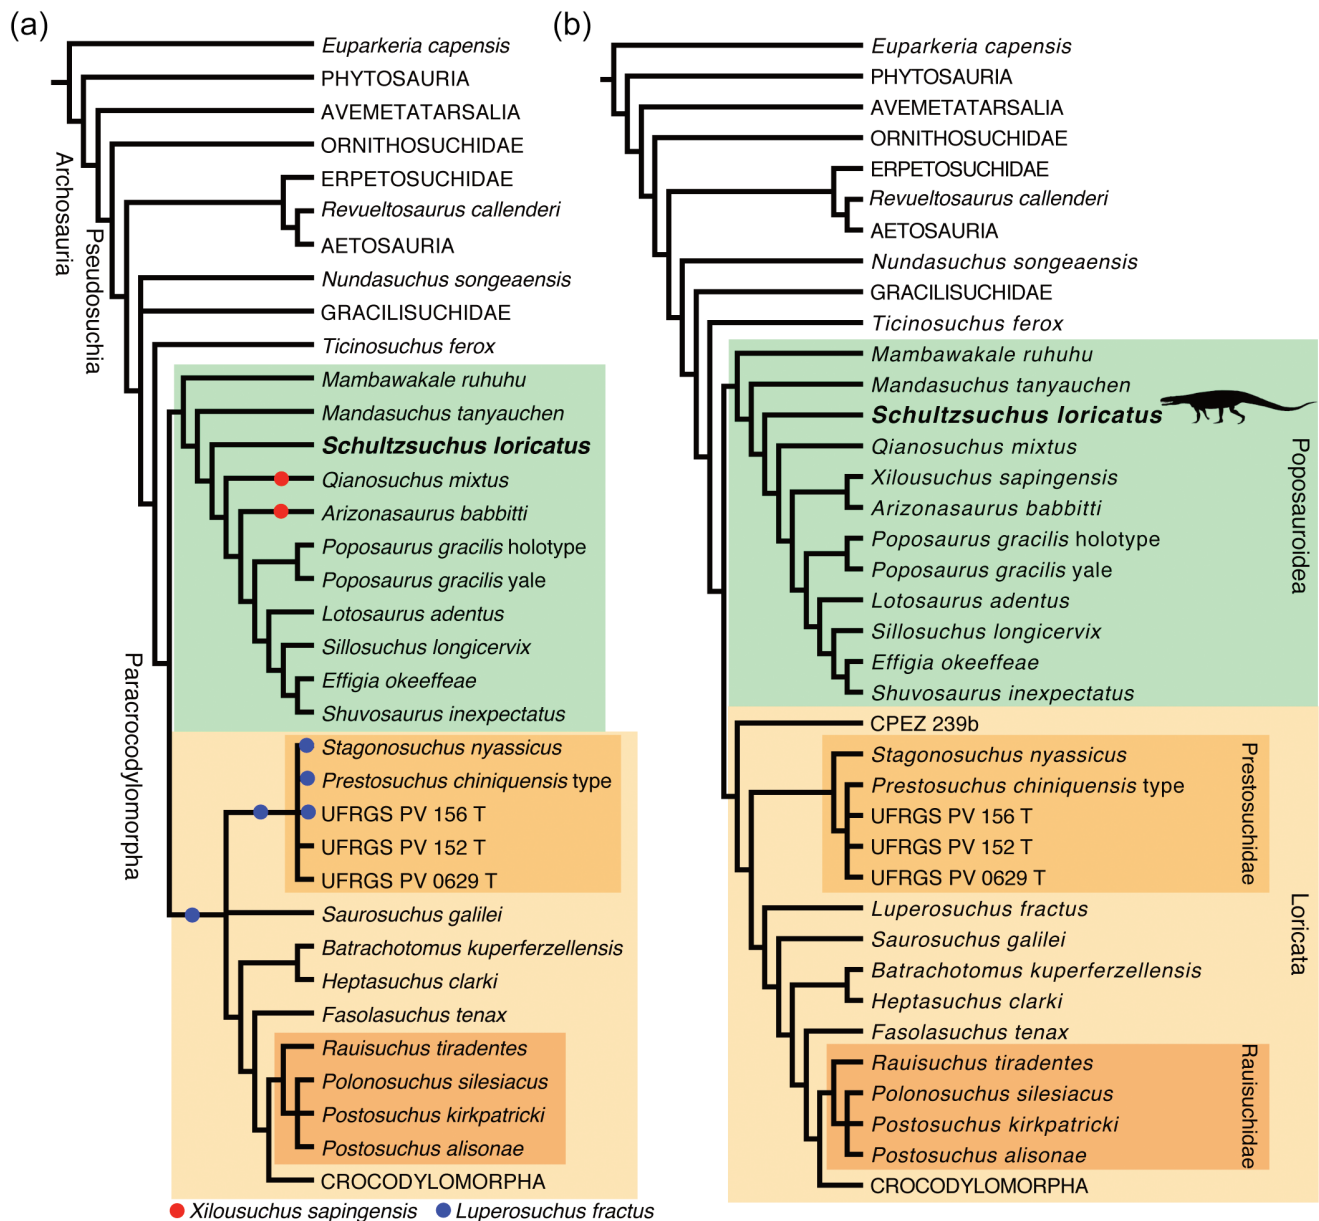 (a)
Euparkeria capensis
PHYTOSAURIA
AVEMETATARSALIA
ORNITHOSUCHIDAE
ERPETOSUCHIDAE
Revueltosaurus callenderi
AETOSAURIA
Nundasuchus songeaensis
GRACILISUCHIDAE
Ticinosuchus ferox
Mambawakale ruhuhu
Mandasuchus tanyauchen
Schultzsuchus loricatus
Qianosuchus mixtus
Arizonasaurus babbitti
Poposaurus gracilis holotype
Poposaurus gracilis yale
Lotosaurus adentus
Sillosuchus longicervix
Effigia okeeffeae
Shuvosaurus inexpectatus
Stagonosuchus nyassicus
Prestosuchus chiniquensis type
UFRGS PV 156 T
UFRGS PV 152 T
UFRGS PV 0629 T
Saurosuchus galilei
Batrachotomus kuperferzellensis
Heptasuchus clarki
Fasolasuchus tenax
Rauisuchus tiradentes
Polonosuchus silesiacus
Postosuchus kirkpatricki
Postosuchus alisonae
CROCODYLOMORPHA
Archosauria
Pseudosuchia
Paracrocodylomorpha
Xilousuchus sapingensis
Luperosuchus fractus
(b)
Euparkeria capensis
PHYTOSAURIA
AVEMETATARSALIA
ORNITHOSUCHIDAE
ERPETOSUCHIDAE
Revueltosaurus callenderi
AETOSAURIA
Nundasuchus songeaensis
GRACILISUCHIDAE
Ticinosuchus ferox
Mambawakale ruhuhu
Mandasuchus tanyauchen
Schultzsuchus loricatus
Qianosuchus mixtus
Xilousuchus sapingensis
Arizonasaurus babbitti
Poposaurus gracilis holotype
Poposaurus gracilis yale
Lotosaurus adentus
Sillosuchus longicervix
Effigia okeeffeae
Shuvosaurus inexpectatus
CPEZ 239b
Stagonosuchus nyassicus
Prestosuchus chiniquensis type
UFRGS PV 156 T
UFRGS PV 152 T
UFRGS PV 0629 T
Luperosuchus fractus
Saurosuchus galilei
Batrachotomus kuperferzellensis
Heptasuchus clarki
Fasolasuchus tenax
Rauisuchus tiradentes
Polonosuchus silesiacus
Postosuchus kirkpatricki
Postosuchus alisonae
CROCODYLOMORPHA
Poposauroidea
Prestosuchidae
Loricata
Rauisuchidae